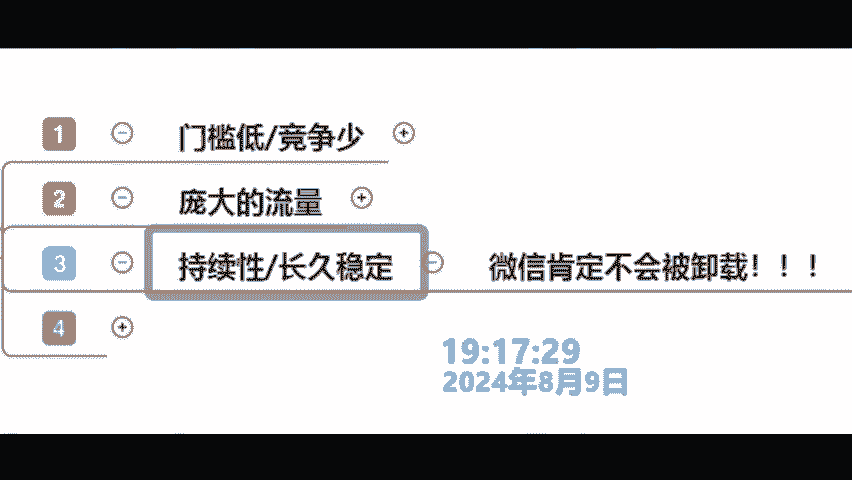 1 门槛低/竞争少
2 庞大的流量
3 持续性/长久稳定 微信肯定不会被卸载！！！
4
19:17:29
2024年8月9日